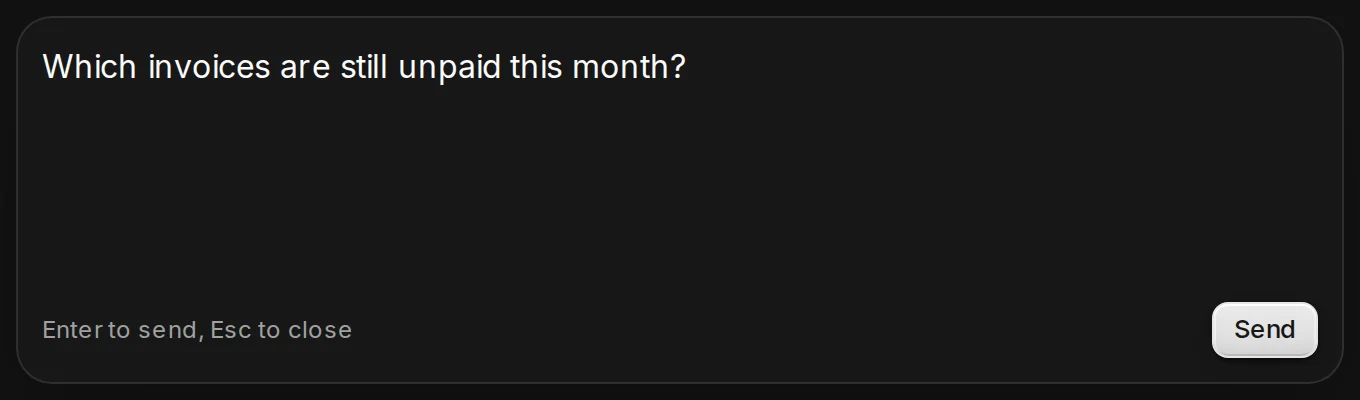 Which invoices are still unpaid this month?
Enter to send, Esc to close
Send